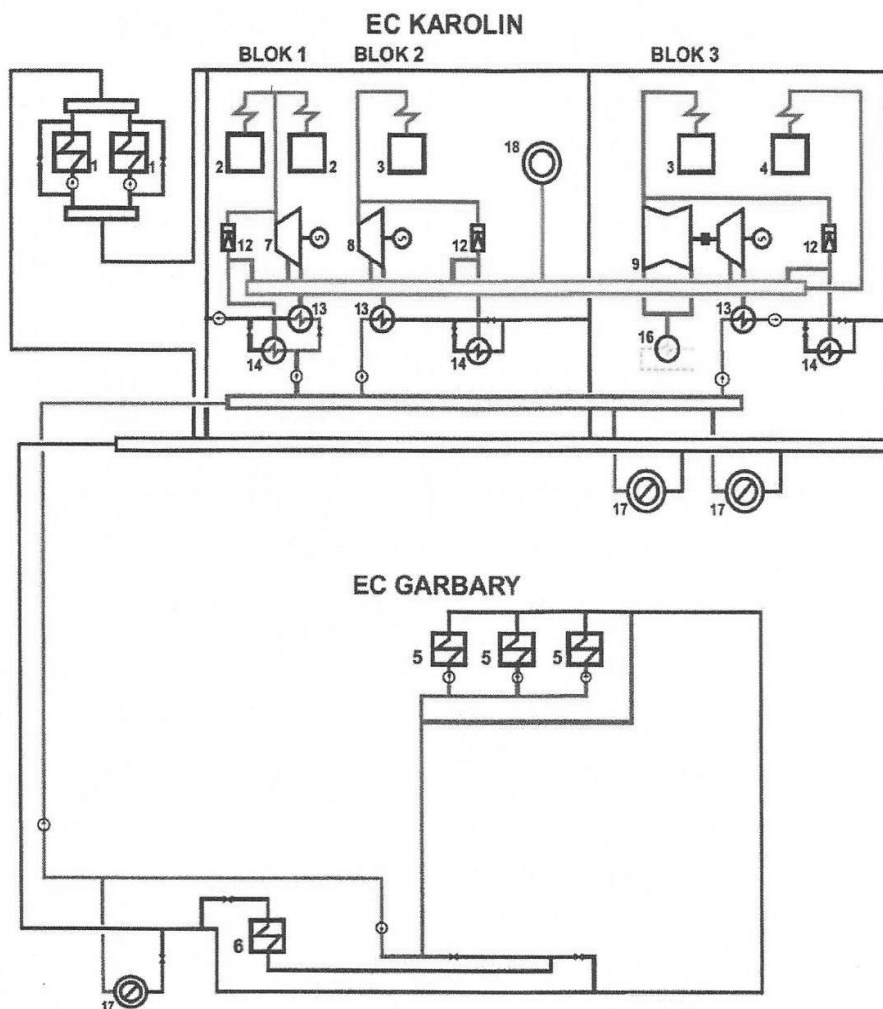 EC KAROLIN
BLOK 1 BLOK 2 BLOK 3
1 1 2 2 3 18 3 4
12 7 S 8 S 12 9 S 12
13 13 13
14 14 16 14
17 17
EC GARBARY
5 5 5
6
17